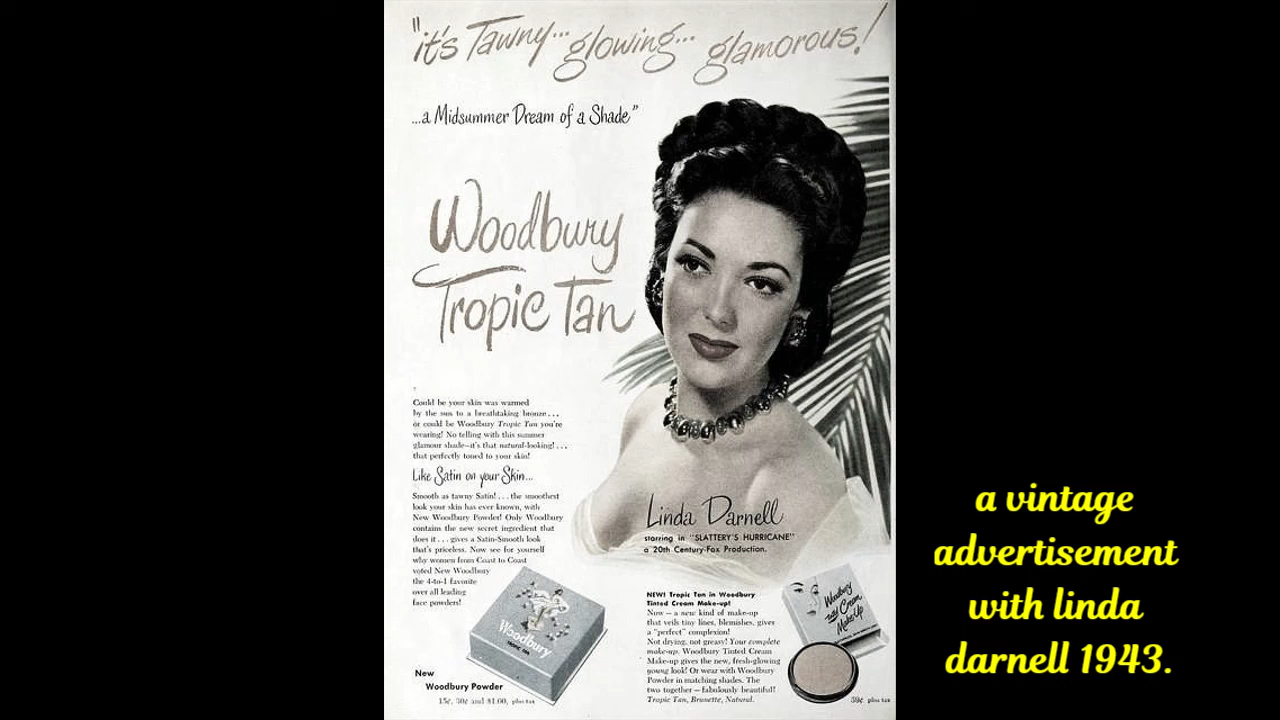 "it's Tawny... glowing... glamorous!
...a Midsummer Dream of a Shade"
Woodbury
Tropic Tan
Could be your skin was warmed
by the sun to a breathtaking bronze...
or could be Woodbury Tropic Tan you're
wearing! No telling with this summer
glamour shade—it's that natural-looking!...
that perfectly toned to your skin!
Like Satin on your Skin...
Smooth as tawny Satin!...the smoothest
look your skin has ever known, with
New Woodbury Powder! Only Woodbury
contains the new secret ingredient that
does it...gives a Satin-Smooth look
that's priceless. Now see for yourself
why women from Coast to Coast
voted New Woodbury
the 4-to-1 favorite
over all leading
face powders!
Woodbury
New
Woodbury Powder
15¢, 30¢ and $1.00, plus tax
Linda Darnell
starring in "SLATTERY'S HURRICANE"
a 20th Century-Fox Production.
NEW! Tropic Tan in Woodbury
Tinted Cream Make-up!
Now—a new kind of make-up
that veils tiny lines, blemishes, gives
a "perfect" complexion!
Not drying, not greasy! Your complete
make-up. Woodbury Tinted Cream
Make-up gives the new, fresh-glowing
young look! Or wear with Woodbury
Powder in matching shades. The
two together—fabulously beautiful!
Tropic Tan, Brunette, Natural.
Woodbury
Cream
Make-Up
39¢ plus tax
a vintage
advertisement
with linda
darnell 1943.